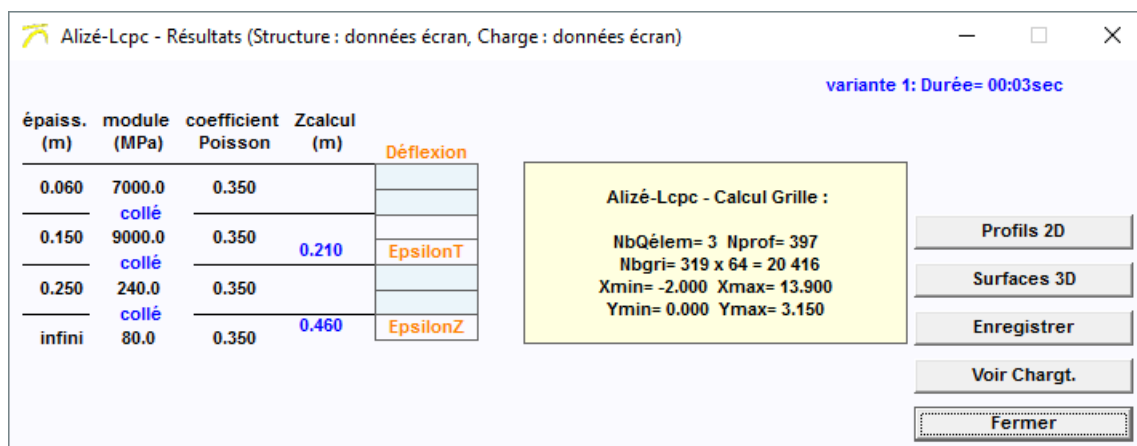 Alizé-Lcpc - Résultats (Structure : données écran, Charge : données écran)
variante 1: Durée= 00:03sec
épaiss. module coefficient Zcalcul
(m) (MPa) Poisson (m)
Déflexion
0.060 7000.0 0.350
collé
0.150 9000.0 0.350
0.210 EpsilonT
collé
0.250 240.0 0.350
collé
0.460 EpsilonZ
infini 80.0 0.350
Alizé-Lcpc - Calcul Grille :
NbQélem= 3 Nprof= 397
Nbgri= 319 x 64 = 20 416
Xmin= -2.000 Xmax= 13.900
Ymin= 0.000 Ymax= 3.150
Profils 2D
Surfaces 3D
Enregistrer
Voir Chargt.
Fermer